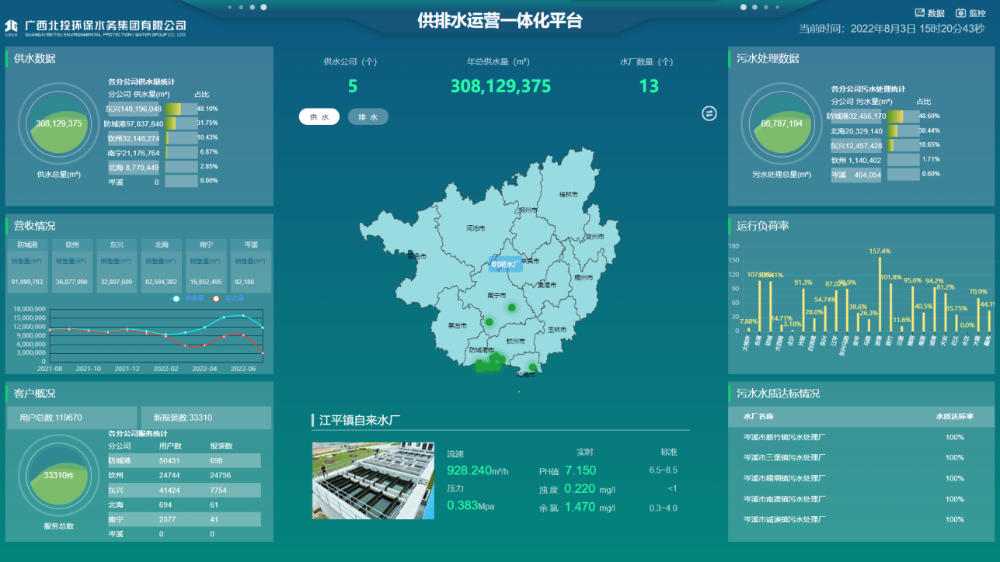 广西北投环保水务集团有限公司
GUANGXI BEITOU ENVIRONMENTAL PROTECTION WATER GROUP CO., LTD.
供排水运营一体化平台
数据 监控
当前时间：2022年8月3日 15时20分43秒
供水数据
308,129,375
供水总量(m³)
各分公司供水量统计
分公司 供水量(m³) 占比
东兴148,196,048 48.10%
防城港97,837,840 31.75%
钦州32,148,274 10.43%
南宁21,176,764 6.87%
北海 8,770,449 2.85%
岑溪 0 0.00%
营收情况
防城港 钦州 东兴 北海 南宁 岑溪
销售量(m³) 销售量(m³) 销售量(m³) 销售量(m³) 销售量(m³) 销售量(m³)
91,099,783 36,877,090 32,807,609 82,594,382 16,852,495 82,188
销售量 实收量
18,000,000
15,000,000
12,000,000
9,000,000
6,000,000
3,000,000
0
2021-08 2021-10 2021-12 2022-02 2022-04 2022-06
客户概况
用户总数:119670 新报装数:33310
33310件
服务总数
各分公司服务统计
分公司 用户数 报装数
防城港 50431 698
钦州 24744 24756
东兴 41424 7754
北海 694 61
南宁 2377 41
岑溪 0 0
供水公司（个） 年总供水量（m³） 水厂数量（个）
5 308,129,375 13
供 水 排 水
桂林市
柳州市
河池市
贺州市
百色市
来宾市
明湖水厂
梧州市
贵港市
南宁市
崇左市
玉林市
钦州市
防城港市
北海市
江平镇自来水厂
流速
928.240m³/h
压力
0.383Mpa
实时 标准
PH值 7.150 6.5~8.5
浊度 0.220 mg/l <1
余氯 1.470 mg/l 0.3~4.0
污水处理数据
66,787,194
污水处理总量(m³)
各分公司污水处理统计
分公司 污水量(m³) 占比
防城港32,456,170 48.60%
北海20,329,140 30.44%
东兴12,457,428 18.65%
钦州 1,140,402 1.71%
岑溪 404,054 0.60%
运行负荷率
180
150
120
90
60
30
0
7.88% 14.71% 3.18% 91.3% 28.0% 54.74% 39.6% 26.3% 157.4% 101.8% 11.6% 95.6% 40.5% 94.2% 81.2% 35.75% 0.0% 70.9%
污水水质达标情况
水厂名称 水质达标率
岑溪市筋竹镇污水处理厂 100%
岑溪市三堡镇污水处理厂 100%
岑溪市糯垌镇污水处理厂 100%
岑溪市南渡镇污水处理厂 100%
岑溪市诚谏镇污水处理厂 100%